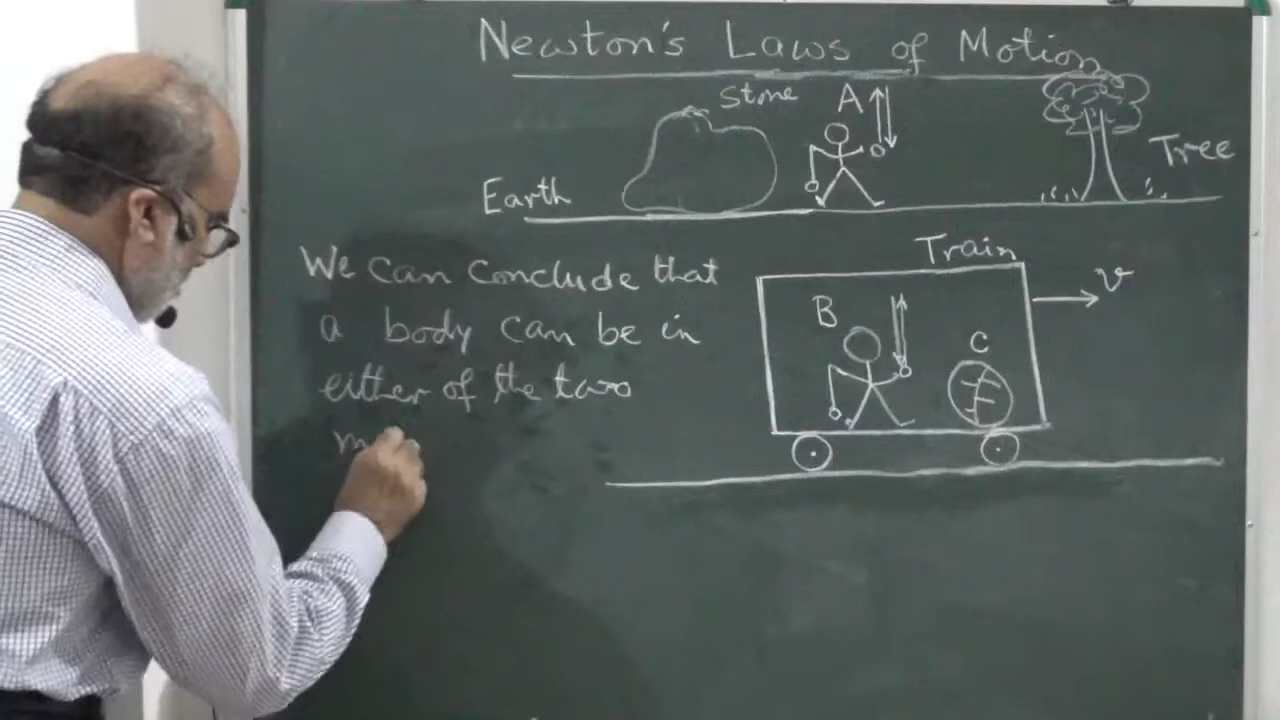 Newton's Laws of Motion
Stone
A
Tree
Earth
We can conclude that
a body can be in
either of the two
Train
v
B
C